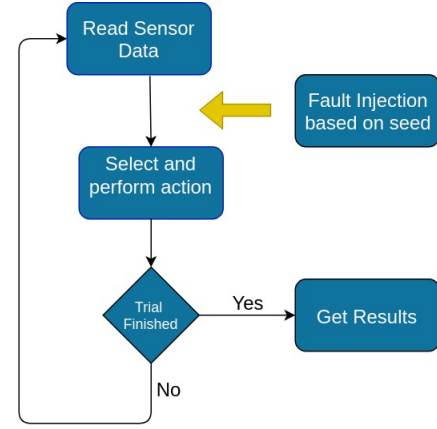 Read Sensor
Data
Fault Injection
based on seed
Select and
perform action
Trial
Finished
Yes
Get Results
No